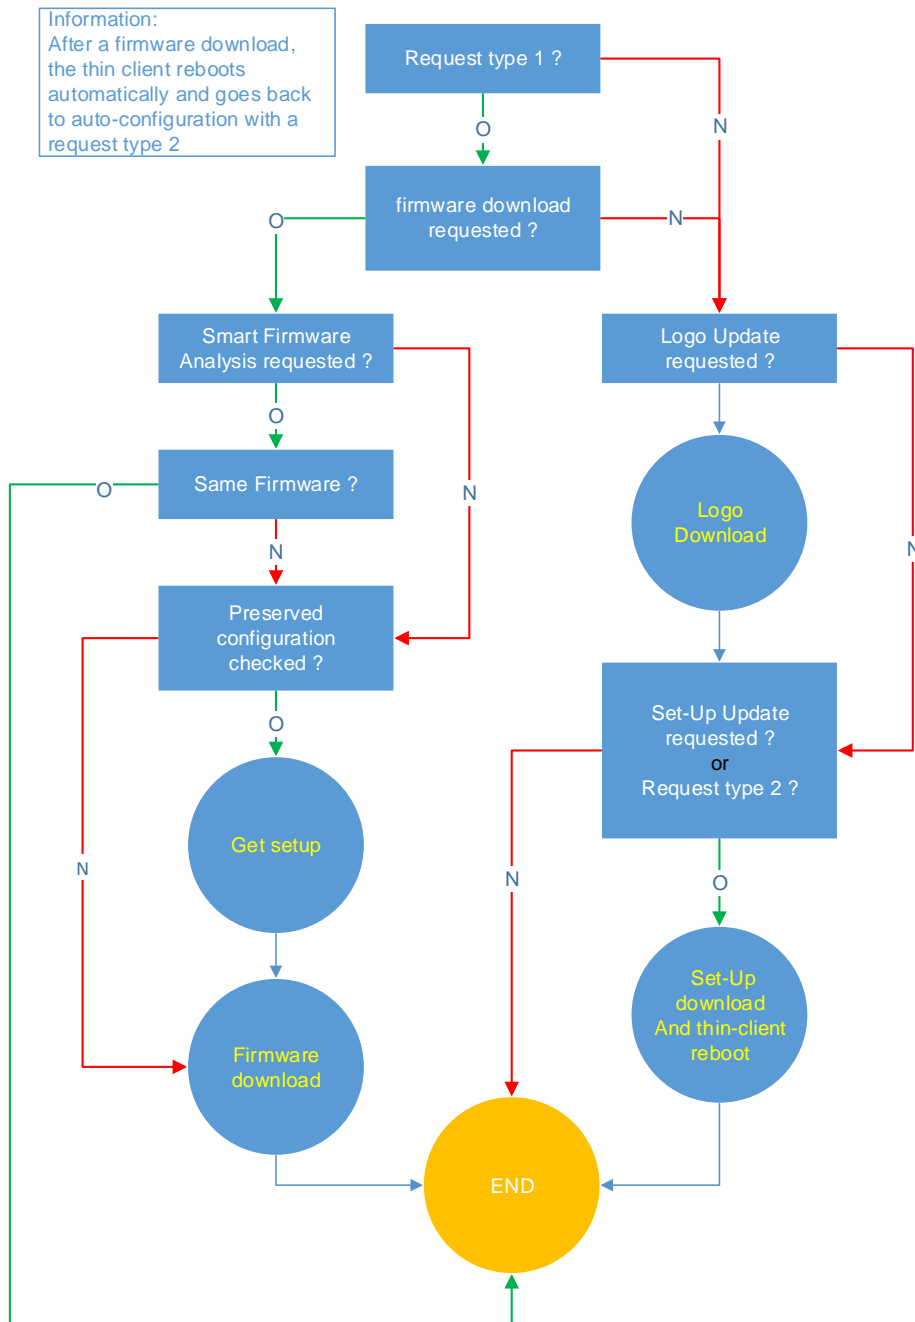 Information:
After a firmware download,
the thin client reboots
automatically and goes back
to auto-configuration with a
request type 2
Request type 1 ?
N
O
firmware download
requested ?
O
N
Smart Firmware
Analysis requested ?
Logo Update
requested ?
O
Same Firmware ?
O
N
Logo
Download
N
N
Preserved
configuration
checked ?
O
Set-Up Update
requested ?
or
Request type 2 ?
Get setup
N
N
O
Set-Up
download
And thin-client
reboot
Firmware
download
END